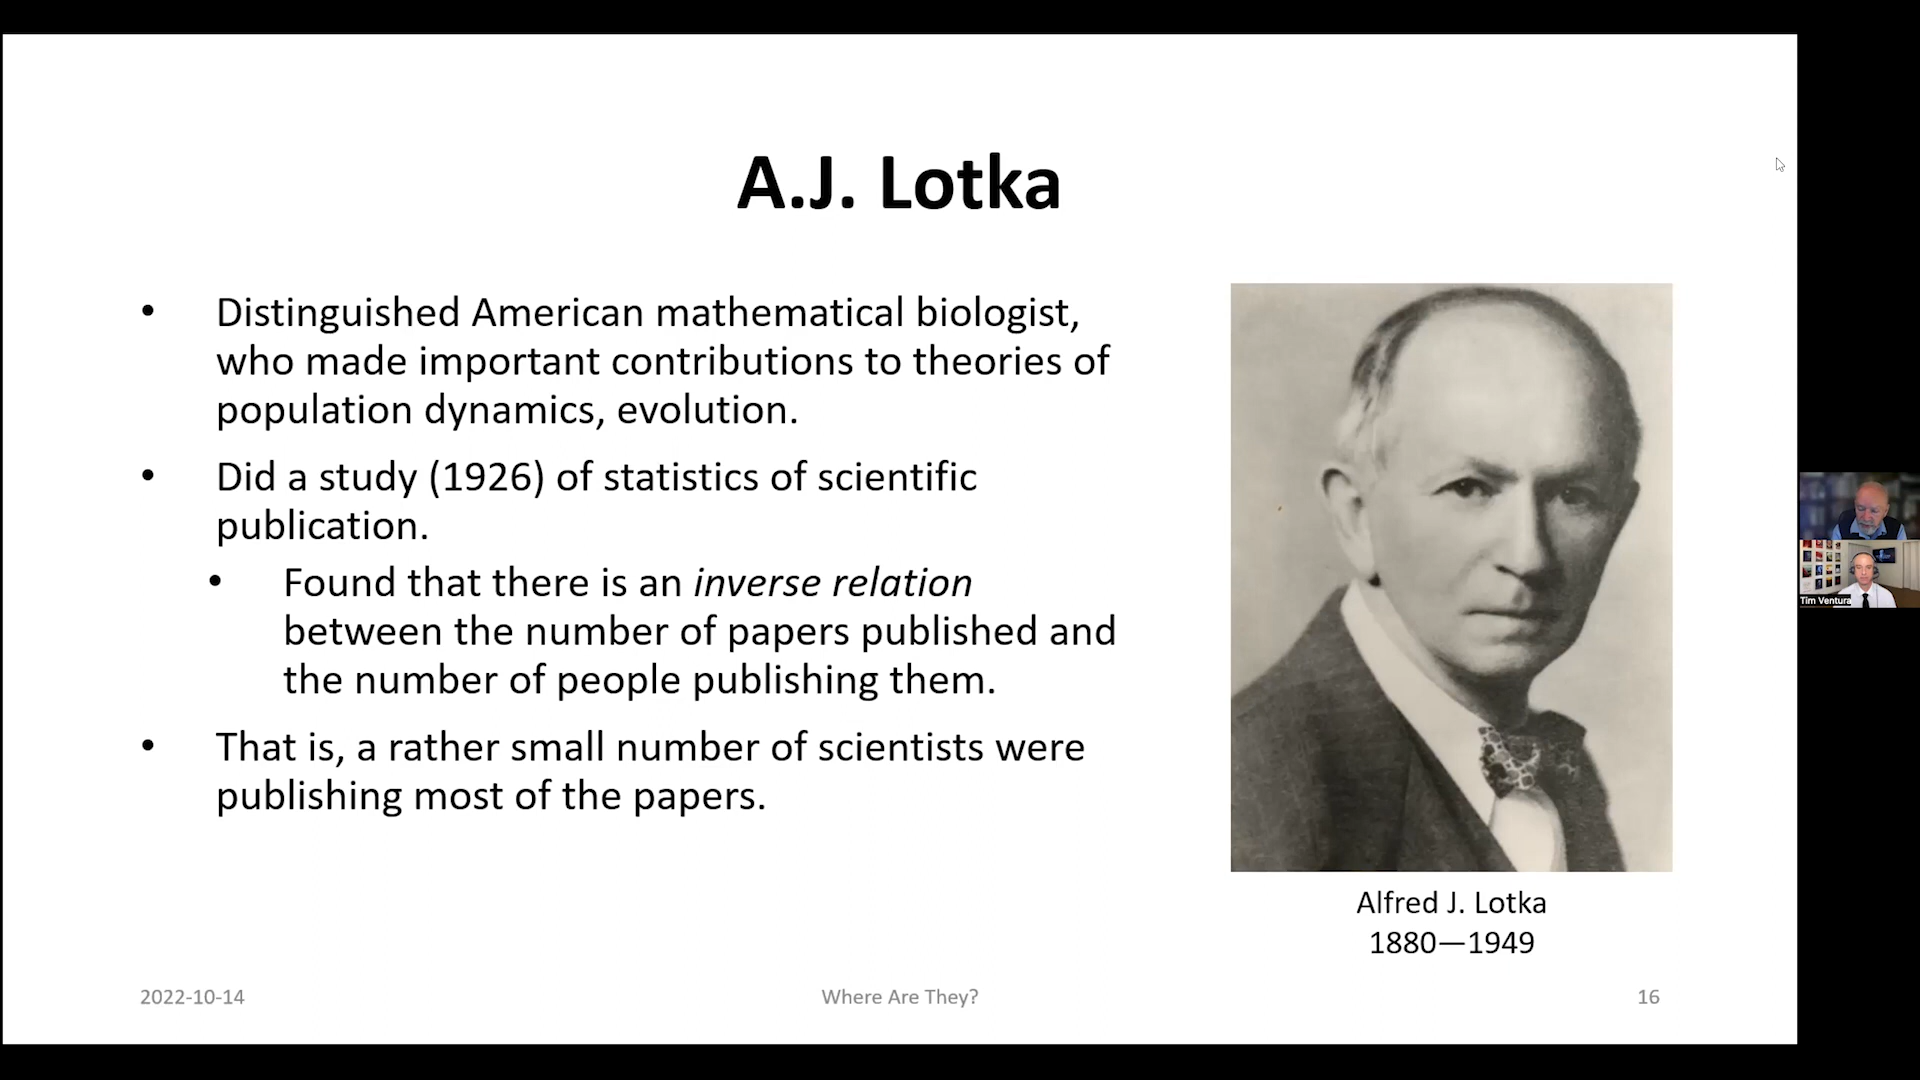 A.J. Lotka
• Distinguished American mathematical biologist,
who made important contributions to theories of
population dynamics, evolution.
• Did a study (1926) of statistics of scientific
publication.
• Found that there is an inverse relation
between the number of papers published and
the number of people publishing them.
• That is, a rather small number of scientists were
publishing most of the papers.
Alfred J. Lotka
1880—1949
2022-10-14
Where Are They?
16
Tim Ventura